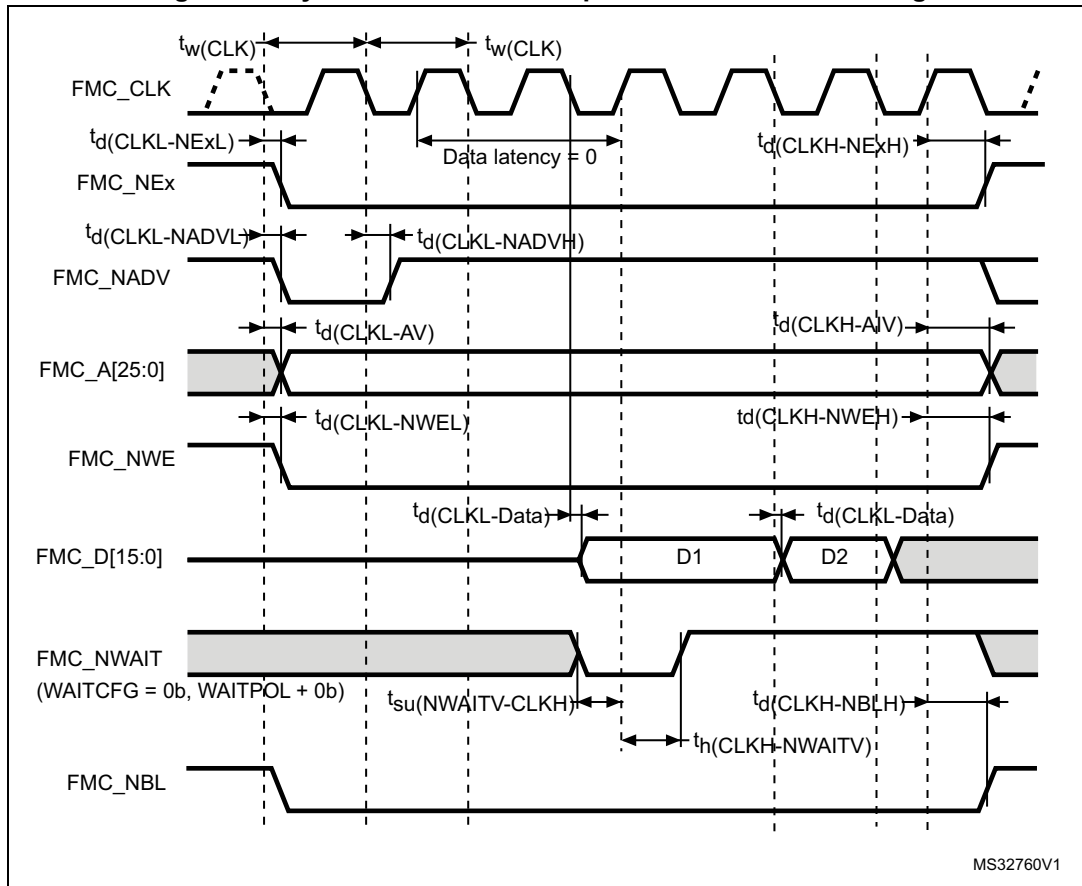 tw(CLK) tw(CLK)
FMC_CLK
td(CLKL-NExL) Data latency = 0 td(CLKH-NExH)
FMC_NEx
td(CLKL-NADVL) td(CLKL-NADVH)
FMC_NADV
td(CLKL-AV) td(CLKH-AIV)
FMC_A[25:0]
td(CLKL-NWEL) td(CLKH-NWEH)
FMC_NWE
td(CLKL-Data) td(CLKL-Data)
FMC_D[15:0] D1 D2
FMC_NWAIT
(WAITCFG = 0b, WAITPOL + 0b)
tsu(NWAITV-CLKH) td(CLKH-NBLH)
th(CLKH-NWAITV)
FMC_NBL
MS32760V1